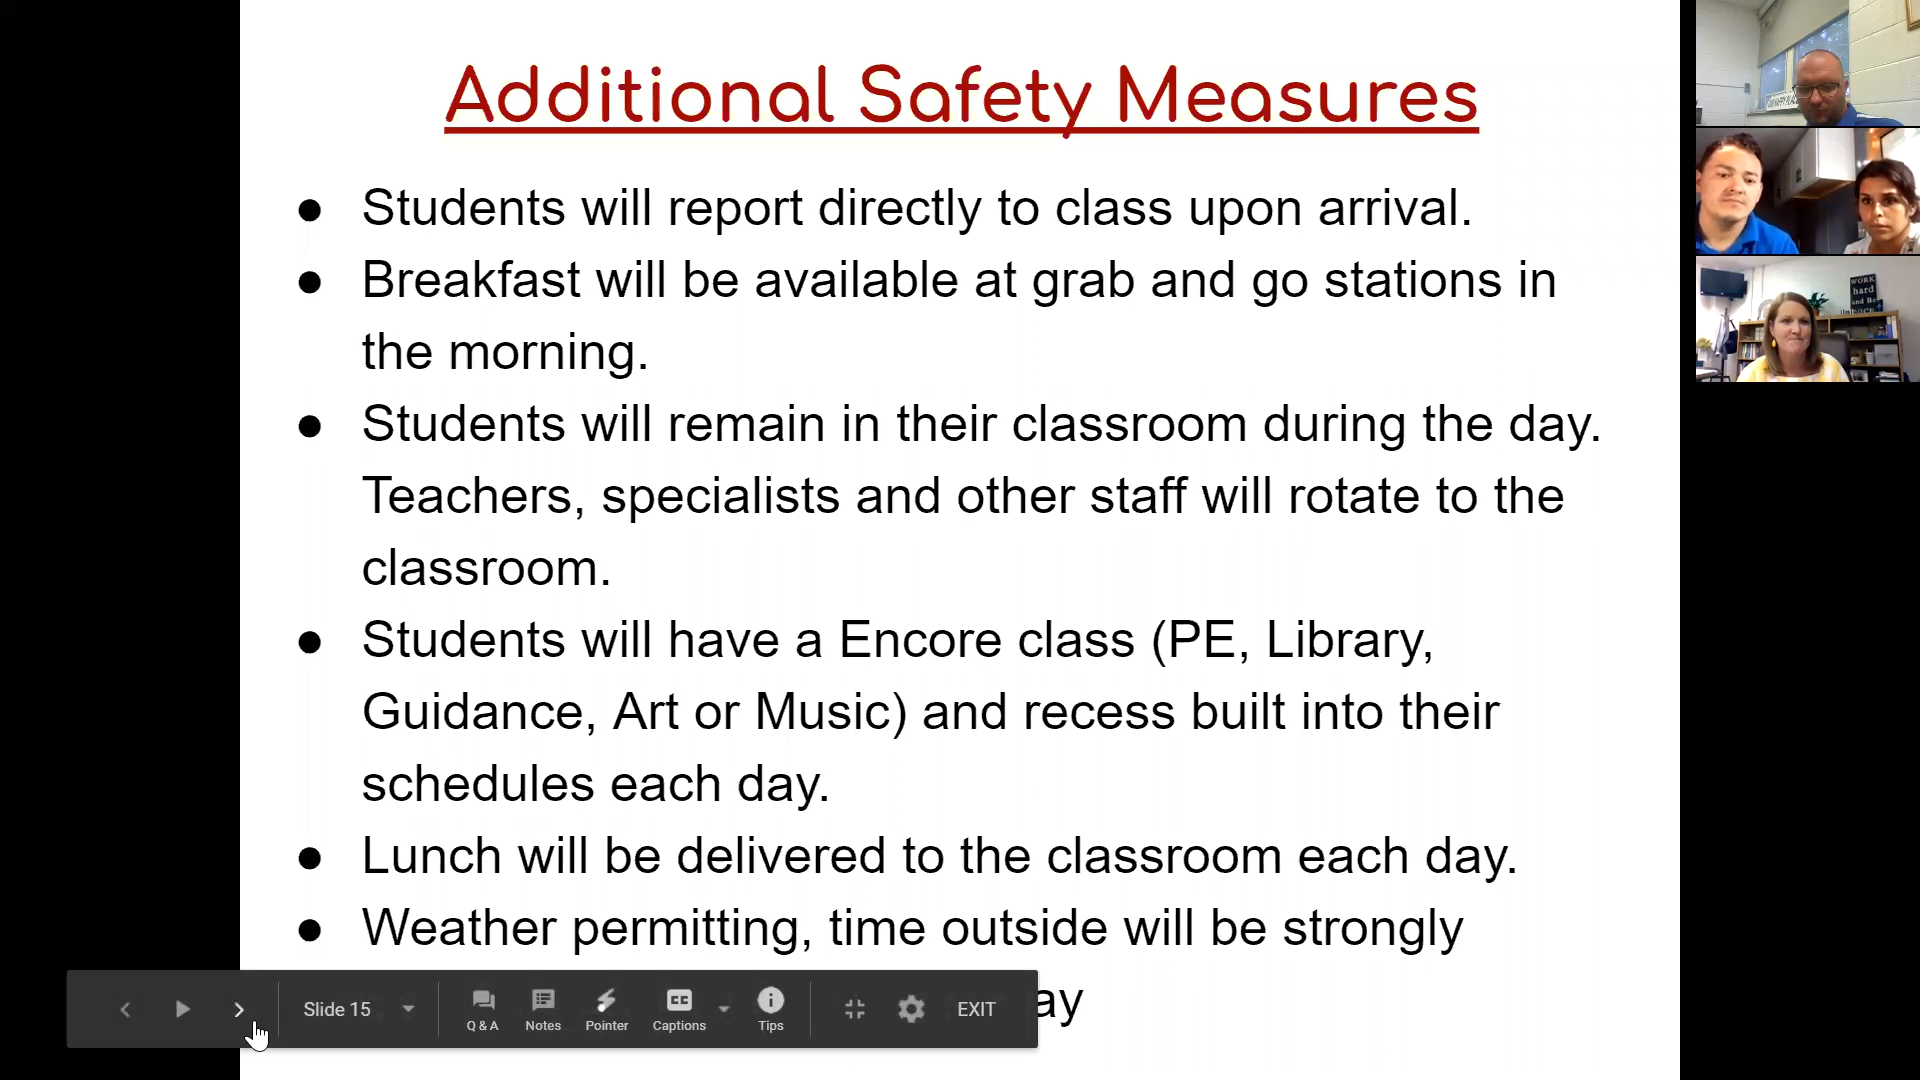 Additional Safety Measures
● Students will report directly to class upon arrival.
● Breakfast will be available at grab and go stations in
the morning.
● Students will remain in their classroom during the day.
Teachers, specialists and other staff will rotate to the
classroom.
● Students will have a Encore class (PE, Library,
Guidance, Art or Music) and recess built into their
schedules each day.
● Lunch will be delivered to the classroom each day.
● Weather permitting, time outside will be strongly
ay
Slide 15
Q & A
Notes
Pointer
Captions
Tips
EXIT
WORK
hard
and Be